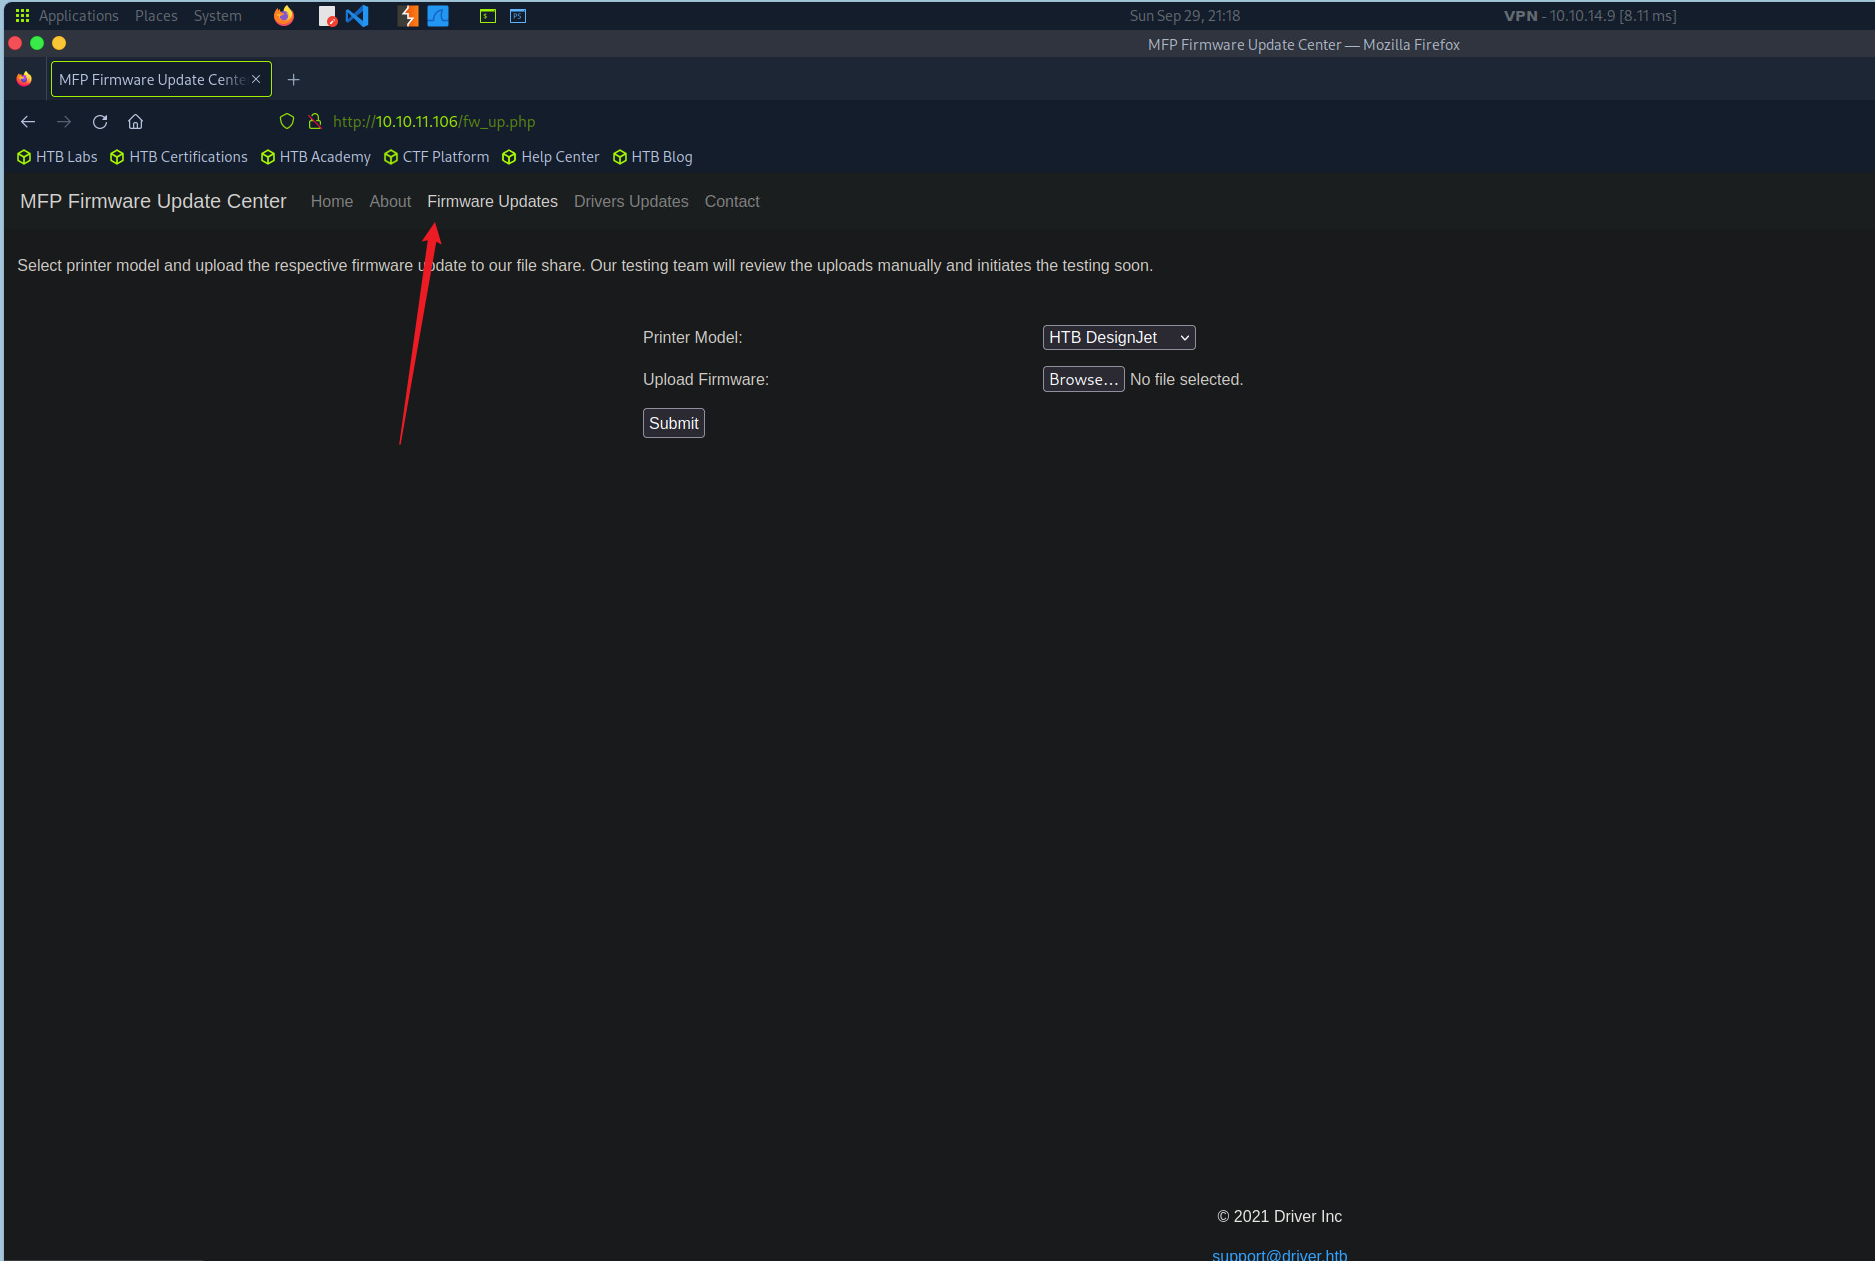 Applications Places System
Sun Sep 29, 21:18
VPN - 10.10.14.9 [8.11 ms]
MFP Firmware Update Center — Mozilla Firefox
MFP Firmware Update Cente
http://10.10.11.106/fw_up.php
HTB Labs HTB Certifications HTB Academy CTF Platform Help Center HTB Blog
MFP Firmware Update Center Home About Firmware Updates Drivers Updates Contact
Select printer model and upload the respective firmware update to our file share. Our testing team will review the uploads manually and initiates the testing soon.
Printer Model: HTB DesignJet
Upload Firmware: Browse... No file selected.
Submit
© 2021 Driver Inc
support@driver.htb